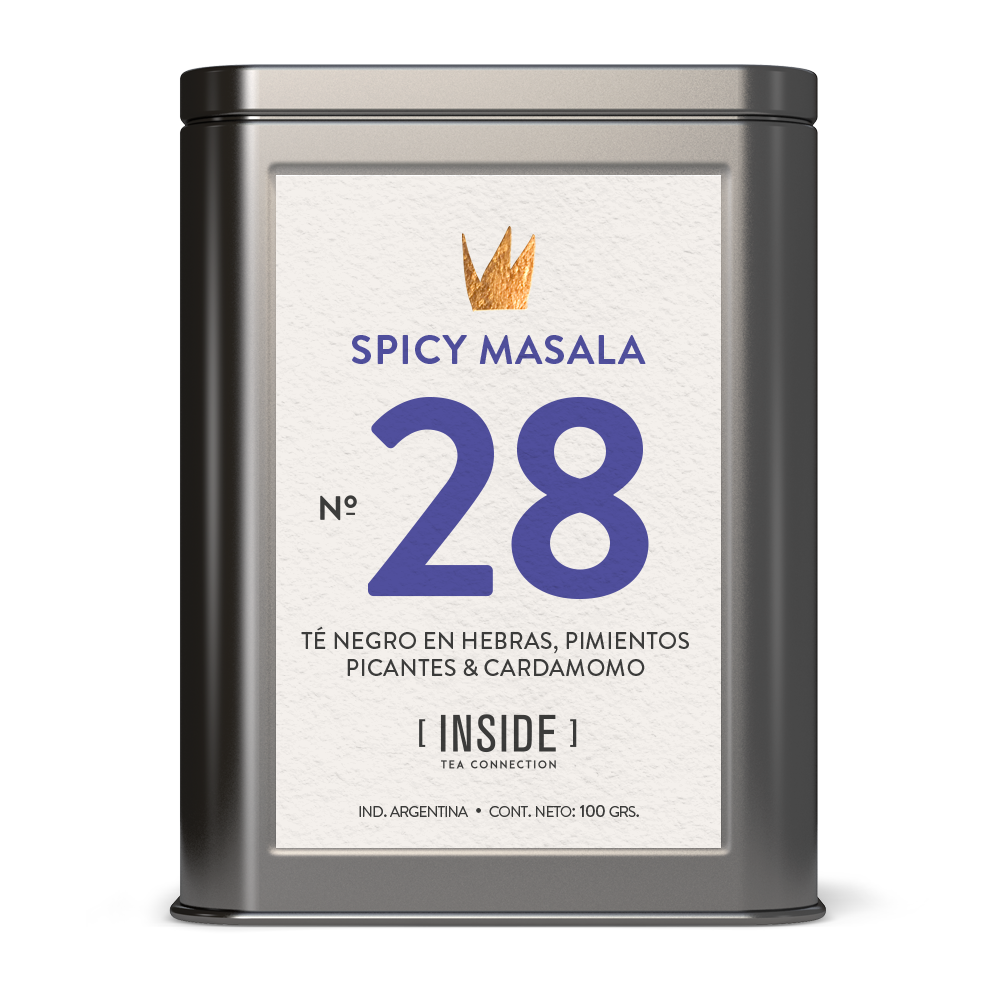 SPICY MASALA
Nº 28
TÉ NEGRO EN HEBRAS, PIMIENTOS
PICANTES & CARDAMOMO
[ INSIDE ]
TEA CONNECTION
IND. ARGENTINA • CONT. NETO: 100 GRS.